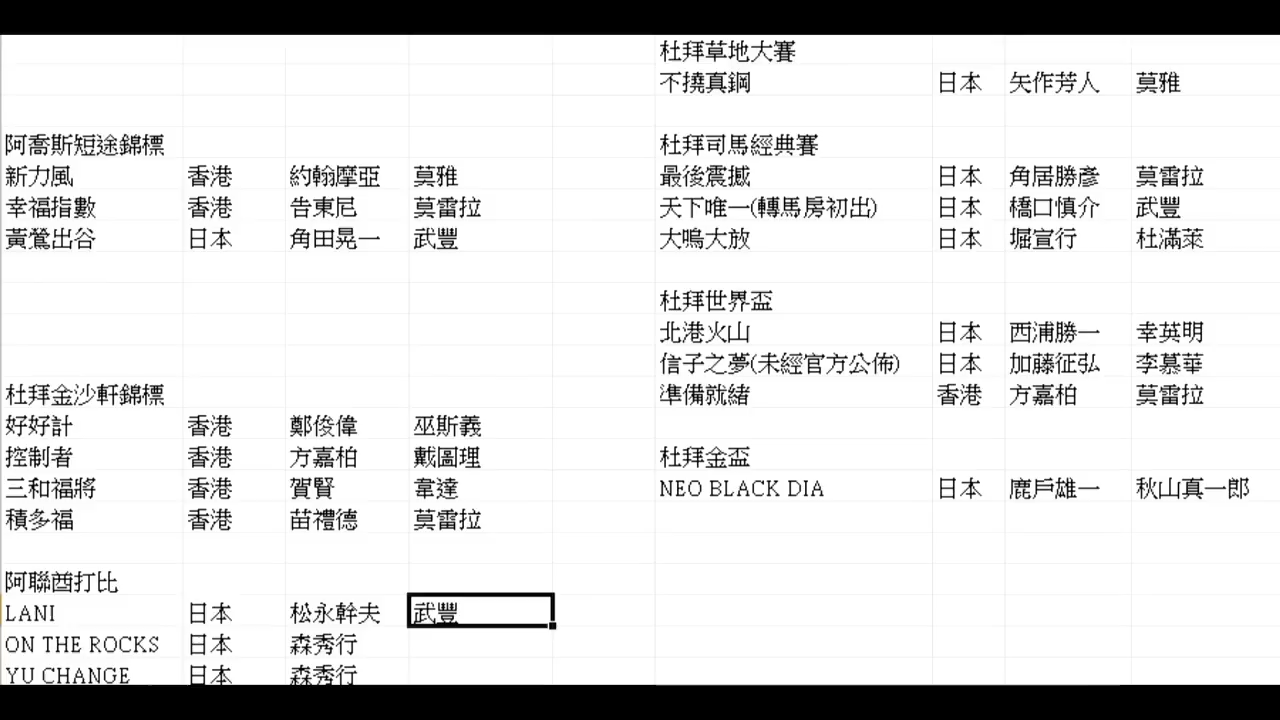 阿喬斯短途錦標
新力風 香港 約翰摩亞 莫雅
幸福指數 香港 告東尼 莫雷拉
黃鶯出谷 日本 角田晃一 武豐
杜拜金沙軒錦標
好好計 香港 鄭俊偉 巫斯義
控制者 香港 方嘉柏 戴圖理
三和福將 香港 賀賢 韋達
積多福 香港 苗禮德 莫雷拉
阿聯酋打比
LANI 日本 松永幹夫 武豐
ON THE ROCKS 日本 森秀行
YU CHANGE 日本 森秀行
杜拜草地大賽
不撓真鋼 日本 矢作芳人 莫雅
杜拜司馬經典賽
最後震撼 日本 角居勝彥 莫雷拉
天下唯一(轉馬房初出) 日本 橋口慎介 武豐
大鳴大放 日本 堀宣行 杜滿萊
杜拜世界盃
北港火山 日本 西浦勝一 幸英明
信子之夢(未經官方公佈) 日本 加藤征弘 李慕華
準備就緒 香港 方嘉柏 莫雷拉
杜拜金盃
NEO BLACK DIA 日本 鹿戶雄一 秋山真一郎